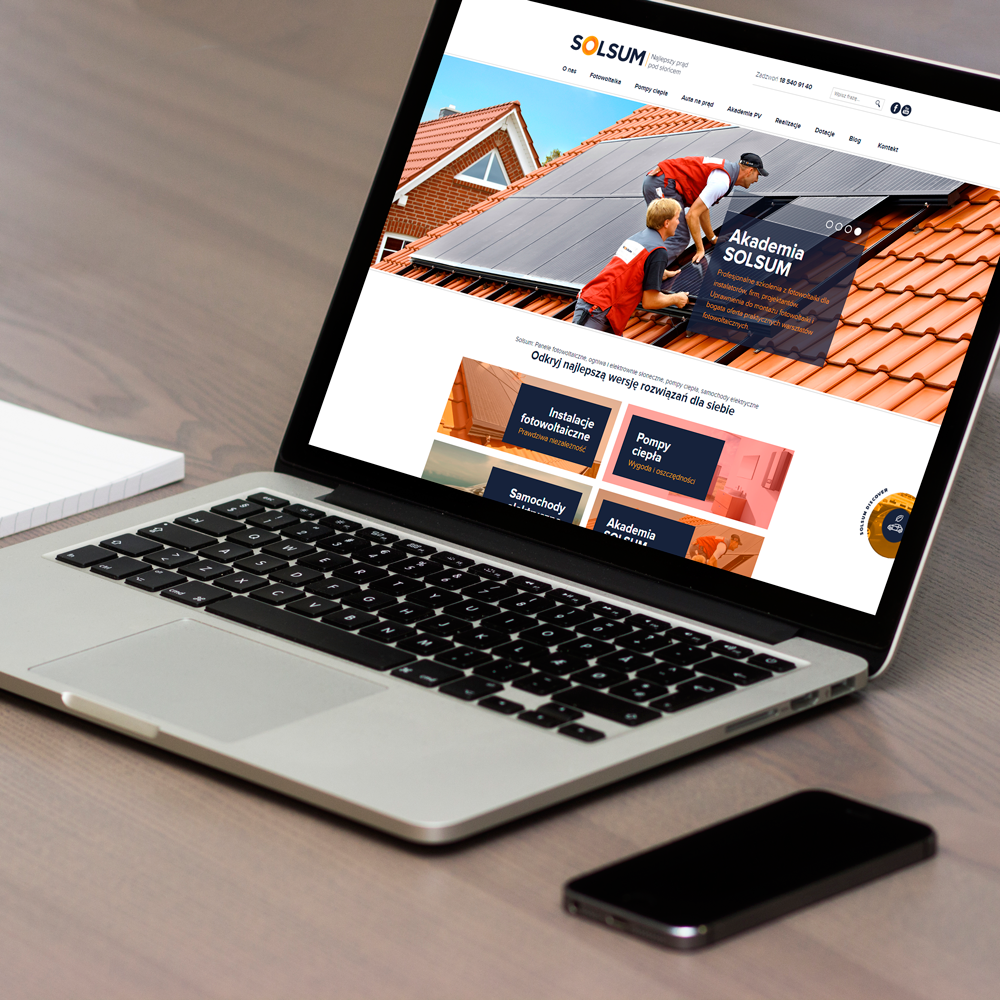 SOLSUM
Najlepszy prąd
pod słońcem
Zadzwoń: 18 540 91 40
Wpisz frazę...
O nas Fotowoltaika Pompy ciepła Auta na prąd Akademia PV Realizacje Dotacje Blog Kontakt
Akademia
SOLSUM
Profesjonalne szkolenia z fotowoltaiki dla
instalatorów, firm, projektantów.
Uprawnienia do montażu fotowoltaiki i
bogata oferta praktycznych warsztatów
fotowoltaicznych.
Solsum: Panele fotowoltaiczne, ogniwa i elektrownie słoneczne, pompy ciepła, samochody elektryczne
Odkryj najlepszą wersję rozwiązań dla siebie
Instalacje
fotowoltaiczne
Prawdziwa niezależność
Pompy
ciepła
Wygoda i oszczędności
Samochody
elektryczne
Akademia
SOLSUM
SOLSUM DISCOVER